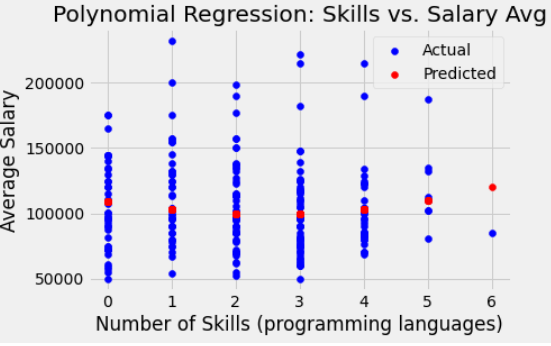 Polynomial Regression: Skills vs. Salary Avg
Actual
Predicted
Average Salary
200000
150000
100000
50000
0 1 2 3 4 5 6
Number of Skills (programming languages)